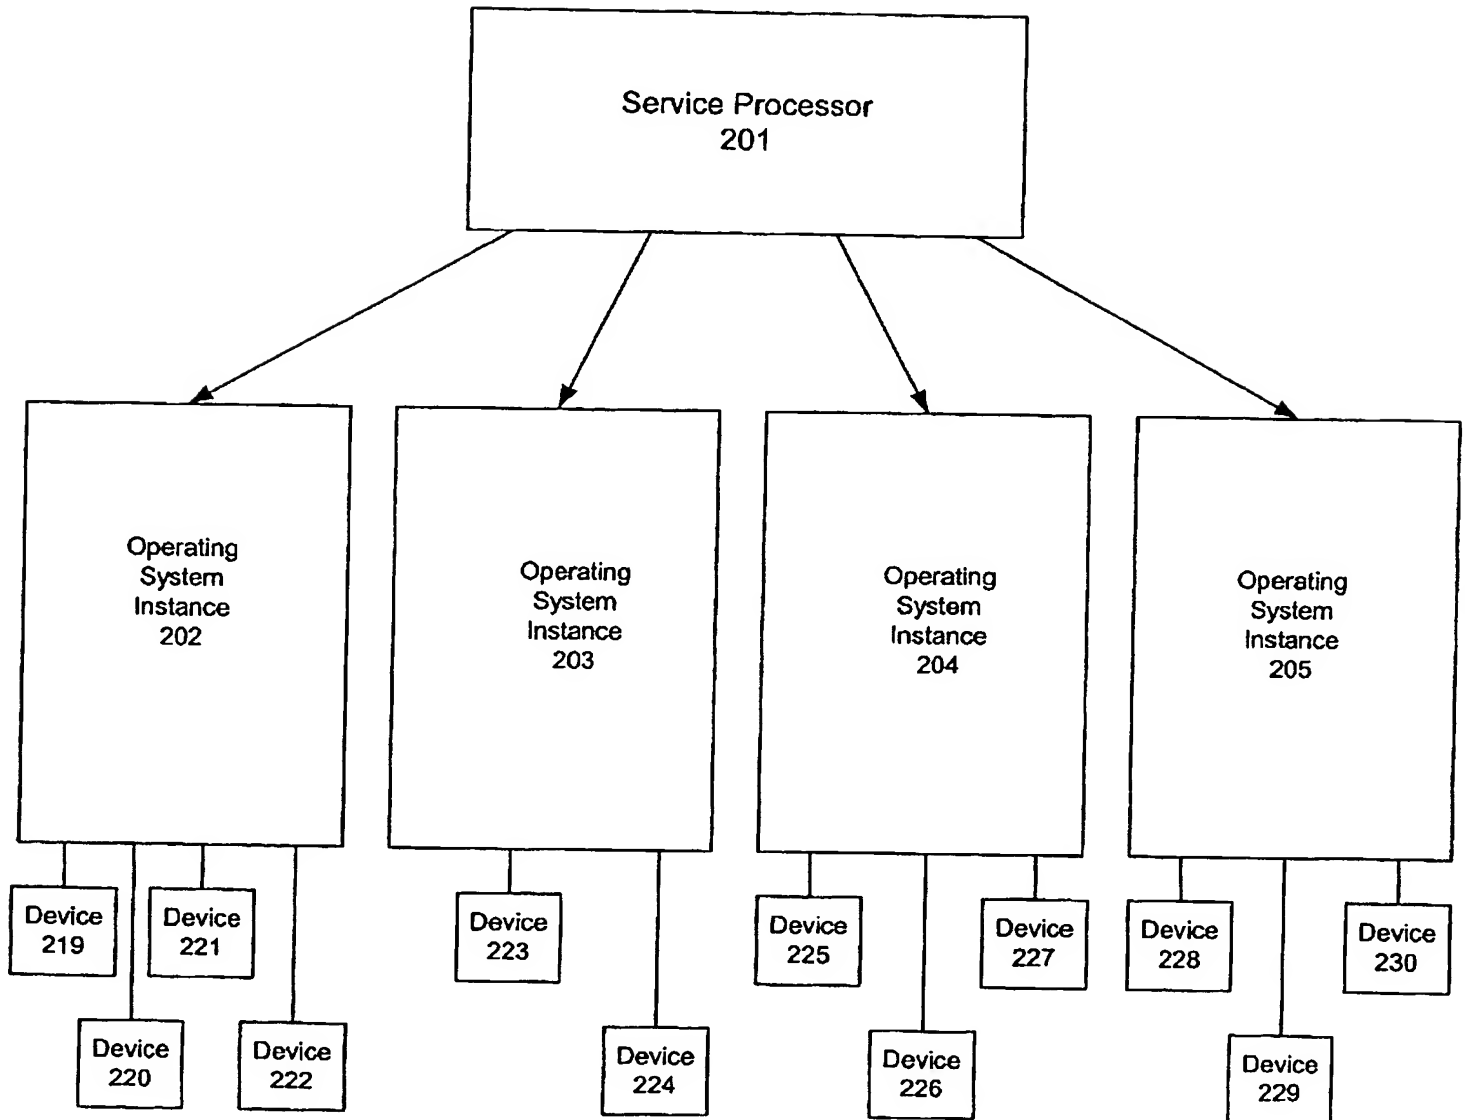 Service Processor
201
Operating
System
Instance
202
Operating
System
Instance
203
Operating
System
Instance
204
Operating
System
Instance
205
Device
219
Device
221
Device
223
Device
225
Device
227
Device
228
Device
230
Device
220
Device
222
Device
224
Device
226
Device
229